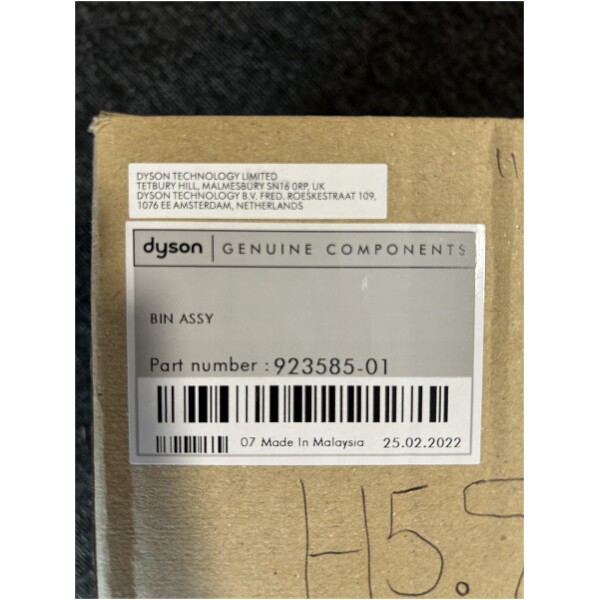 DYSON TECHNOLOGY LIMITED
TETBURY HILL, MALMESBURY SN16 0RP, UK
DYSON TECHNOLOGY B.V. FRED. ROESKESTRAAT 109,
1076 EE AMSTERDAM, NETHERLANDS
dyson | GENUINE COMPONENTS
BIN ASSY
Part number : 923585-01
07 Made In Malaysia 25.02.2022